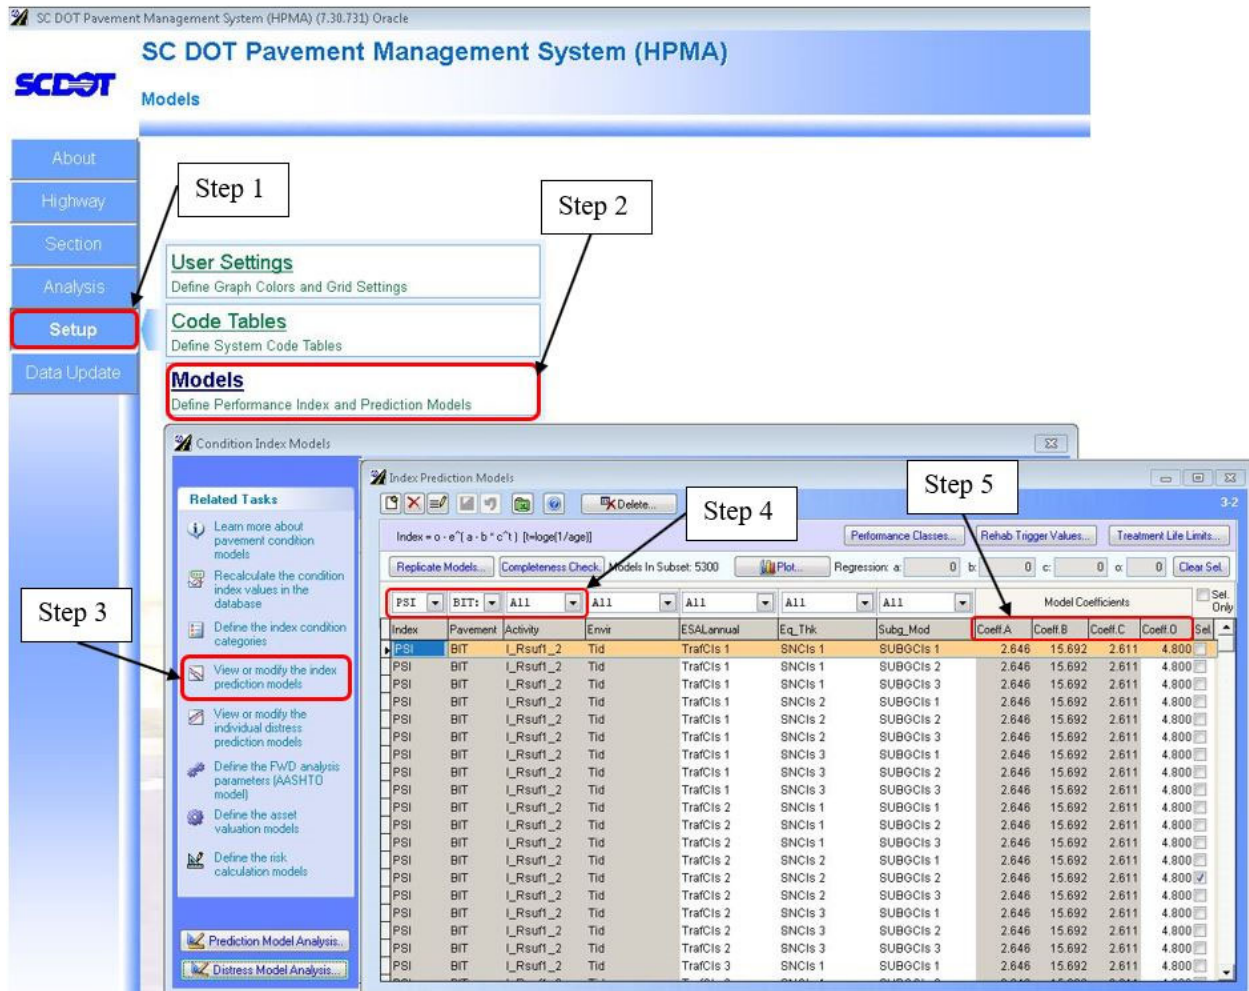 SC DOT Pavement Management System (HPMA) (7.30.731) Oracle
SC DOT Pavement Management System (HPMA)
SCDOT
Models
About
Highway
Section
Analysis
Setup
Data Update
Step 1
Step 2
User Settings
Define Graph Colors and Grid Settings
Code Tables
Define System Code Tables
Models
Define Performance Index and Prediction Models
Condition Index Models
Related Tasks
Learn more about
pavement condition
models
Recalculate the condition
index values in the
database
Define the index condition
categories
View or modify the index
prediction models
View or modify the
individual distress
prediction models
Define the FWD analysis
parameters (AASHTO
model)
Define the asset
valuation models
Define the risk
calculation models
Prediction Model Analysis...
Distress Model Analysis...
Step 3
Index Prediction Models
Delete...
Step 4
Step 5
3-2
Index = o - e^( a - b * c^t ) [t=loge(1/age)]
Performance Classes... Rehab Trigger Values... Treatment Life Limits...
Replicate Models... Completeness Check. Models In Subset: 5300 Plot... Regression: a: 0 b: 0 c: 0 o: 0 Clear Sel.
PSI BIT: All All All All All Model Coefficients Sel. Only
Index Pavement Activity Envir ESALannual Eq_Thk Subg_Mod Coeff.A Coeff.B Coeff.C Coeff.O Sel.
PSI BIT I_Rsuf1_2 Tid TrafCls 1 SNCls 1 SUBGCls 1 2.646 15.692 2.611 4.800
PSI BIT I_Rsuf1_2 Tid TrafCls 1 SNCls 1 SUBGCls 2 2.646 15.692 2.611 4.800
PSI BIT I_Rsuf1_2 Tid TrafCls 1 SNCls 1 SUBGCls 3 2.646 15.692 2.611 4.800
PSI BIT I_Rsuf1_2 Tid TrafCls 1 SNCls 2 SUBGCls 1 2.646 15.692 2.611 4.800
PSI BIT I_Rsuf1_2 Tid TrafCls 1 SNCls 2 SUBGCls 2 2.646 15.692 2.611 4.800
PSI BIT I_Rsuf1_2 Tid TrafCls 1 SNCls 2 SUBGCls 3 2.646 15.692 2.611 4.800
PSI BIT I_Rsuf1_2 Tid TrafCls 1 SNCls 3 SUBGCls 1 2.646 15.692 2.611 4.800
PSI BIT I_Rsuf1_2 Tid TrafCls 1 SNCls 3 SUBGCls 2 2.646 15.692 2.611 4.800
PSI BIT I_Rsuf1_2 Tid TrafCls 1 SNCls 3 SUBGCls 3 2.646 15.692 2.611 4.800
PSI BIT I_Rsuf1_2 Tid TrafCls 2 SNCls 1 SUBGCls 1 2.646 15.692 2.611 4.800
PSI BIT I_Rsuf1_2 Tid TrafCls 2 SNCls 1 SUBGCls 2 2.646 15.692 2.611 4.800
PSI BIT I_Rsuf1_2 Tid TrafCls 2 SNCls 1 SUBGCls 3 2.646 15.692 2.611 4.800
PSI BIT I_Rsuf1_2 Tid TrafCls 2 SNCls 2 SUBGCls 1 2.646 15.692 2.611 4.800
PSI BIT I_Rsuf1_2 Tid TrafCls 2 SNCls 2 SUBGCls 2 2.646 15.692 2.611 4.800
PSI BIT I_Rsuf1_2 Tid TrafCls 2 SNCls 3 SUBGCls 1 2.646 15.692 2.611 4.800
PSI BIT I_Rsuf1_2 Tid TrafCls 2 SNCls 3 SUBGCls 2 2.646 15.692 2.611 4.800
PSI BIT I_Rsuf1_2 Tid TrafCls 2 SNCls 3 SUBGCls 3 2.646 15.692 2.611 4.800
PSI BIT I_Rsuf1_2 Tid TrafCls 3 SNCls 1 SUBGCls 1 2.646 15.692 2.611 4.800